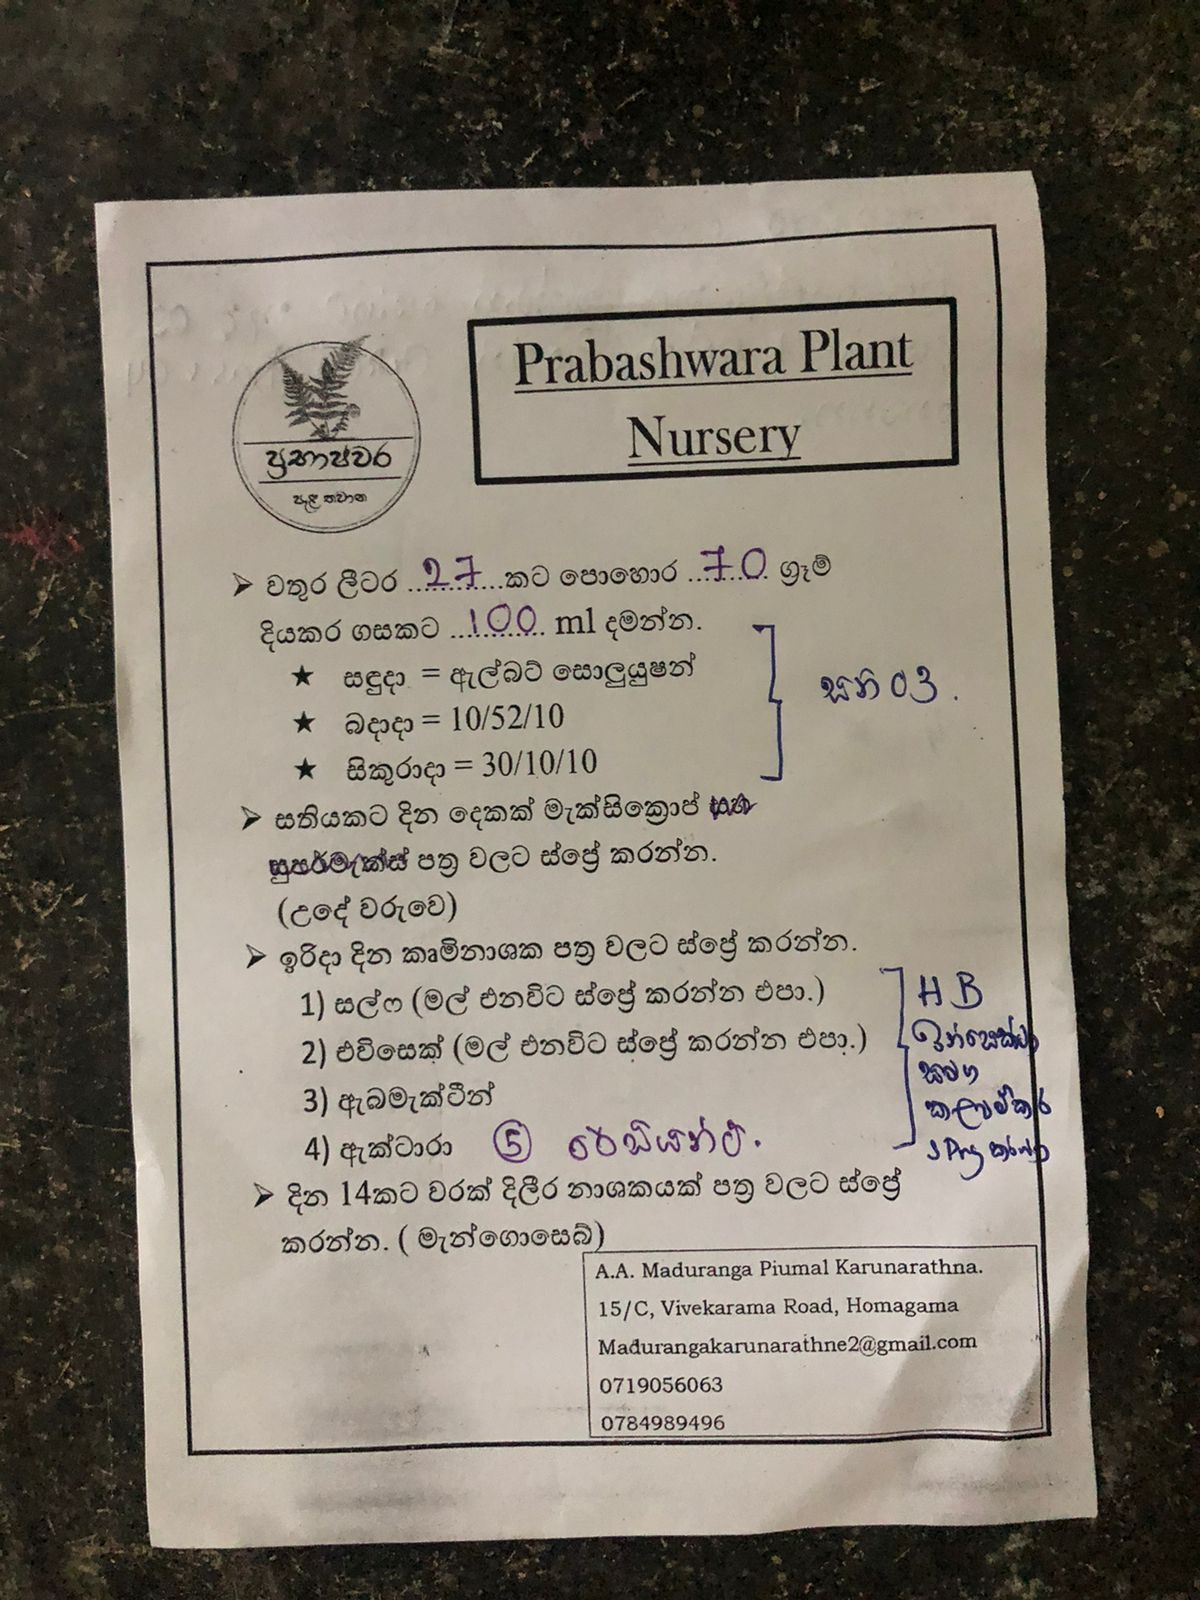 Prabashwara Plant
Nursery
ප්‍රභාෂ්වර
පැළ තවාන
➢ වතුර ලීටර ...27...කට පොහොර ...70... ග්‍රෑම්
දියකර ගසකට ...100... ml දමන්න.
★ සඳුදා = ඇල්බට් සොලුයුෂන්
★ බදාදා = 10/52/10
★ සිකුරාදා = 30/10/10
සති 03.
➢ සතියකට දින දෙකක් මැක්සික්‍රොප් සහ
සුපර්මැක්ස් පත්‍ර වලට ස්ප්‍රේ කරන්න.
(උදේ වරුවෙ)
➢ ඉරිදා දින කෘමිනාශක පත්‍ර වලට ස්ප්‍රේ කරන්න.
1) සල්ෆ (මල් එනවිට ස්ප්‍රේ කරන්න එපා.)
2) එවිසෙක් (මල් එනවිට ස්ප්‍රේ කරන්න එපා.)
3) ඇබමැක්ටීන්
4) ඇක්ටාරා ⑤ රේඩියන්ට්.
HB
ඉන්සෙක්ටා
සමග
කරන්න
➢ දින 14කට වරක් දිලීර නාශකයක් පත්‍ර වලට ස්ප්‍රේ
කරන්න. ( මැන්ගොසෙබ්)
A.A. Maduranga Piumal Karunarathna.
15/C, Vivekarama Road, Homagama
Madurangakarunarathne2@gmail.com
0719056063
0784989496